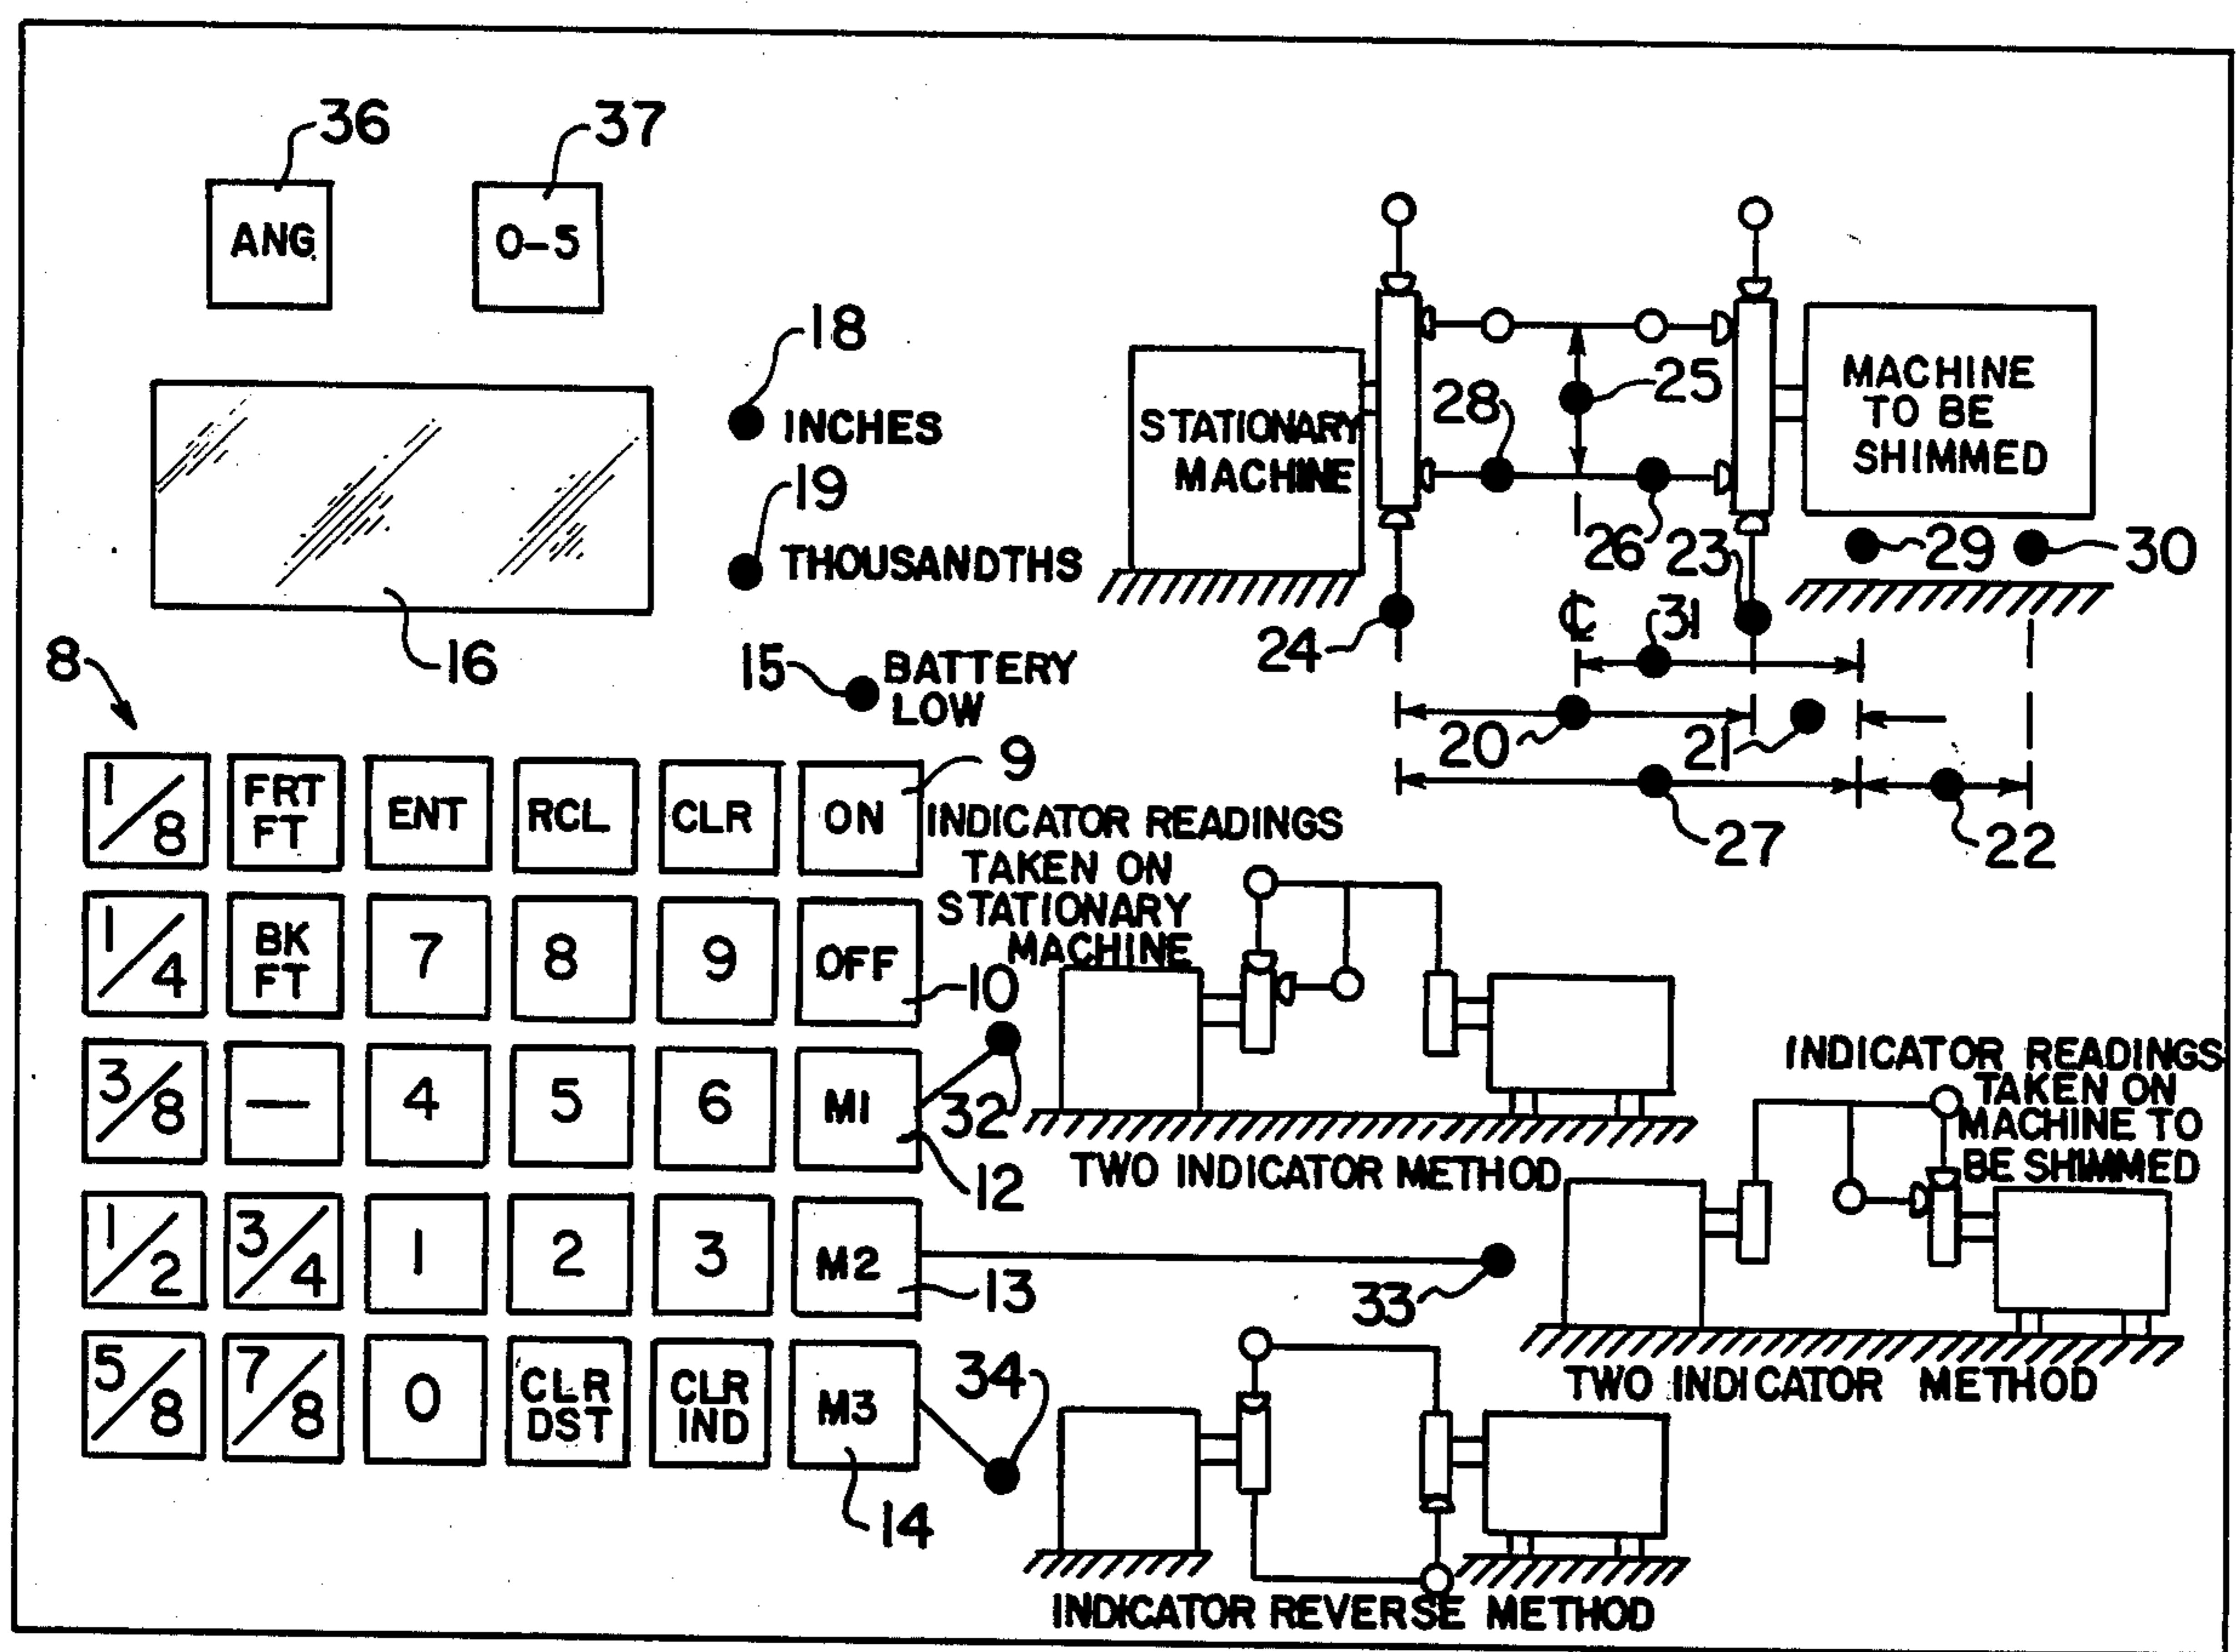 36
37
ANG.
0-5
18
INCHES
19
THOUSANDTHS
16
15
BATTERY
LOW
STATIONARY
MACHINE
MACHINE
TO BE
SHIMMED
25
28
26
23
29
30
24
℄
31
20
21
27
22
8
1/8
FRT
FT
ENT
RCL
CLR
ON
9
1/4
BK
FT
7
8
9
OFF
10
3/8
—
4
5
6
M1
32
12
1/2
3/4
1
2
3
M2
13
33
5/8
7/8
0
CLR
DST
CLR
IND
M3
34
14
INDICATOR READINGS
TAKEN ON
STATIONARY
MACHINE
TWO INDICATOR METHOD
INDICATOR READINGS
TAKEN ON
MACHINE TO
BE SHIMMED
TWO INDICATOR METHOD
INDICATOR REVERSE METHOD